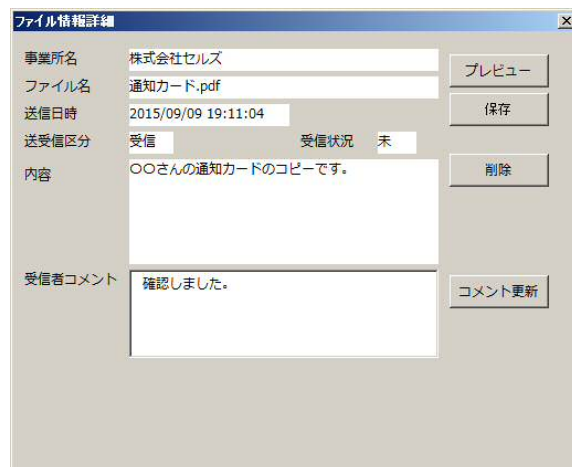 ファイル情報詳細
事業所名 株式会社セルズ
プレビュー
ファイル名 通知カード.pdf
送信日時 2015/09/09 19:11:04
保存
送受信区分 受信 受信状況 未
内容 〇〇さんの通知カードのコピーです。
削除
受信者コメント 確認しました。
コメント更新